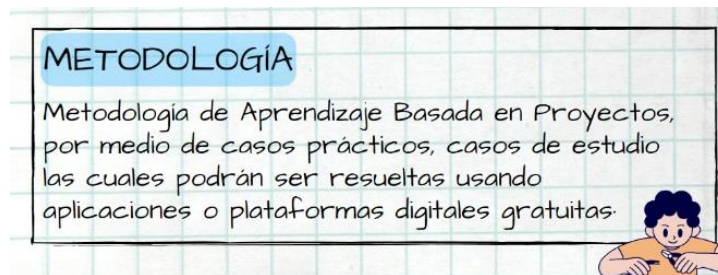 METODOLOGÍA
Metodología de Aprendizaje Basada en Proyectos,
por medio de casos prácticos, casos de estudio
las cuales podrán ser resueltas usando
aplicaciones o plataformas digitales gratuitas.